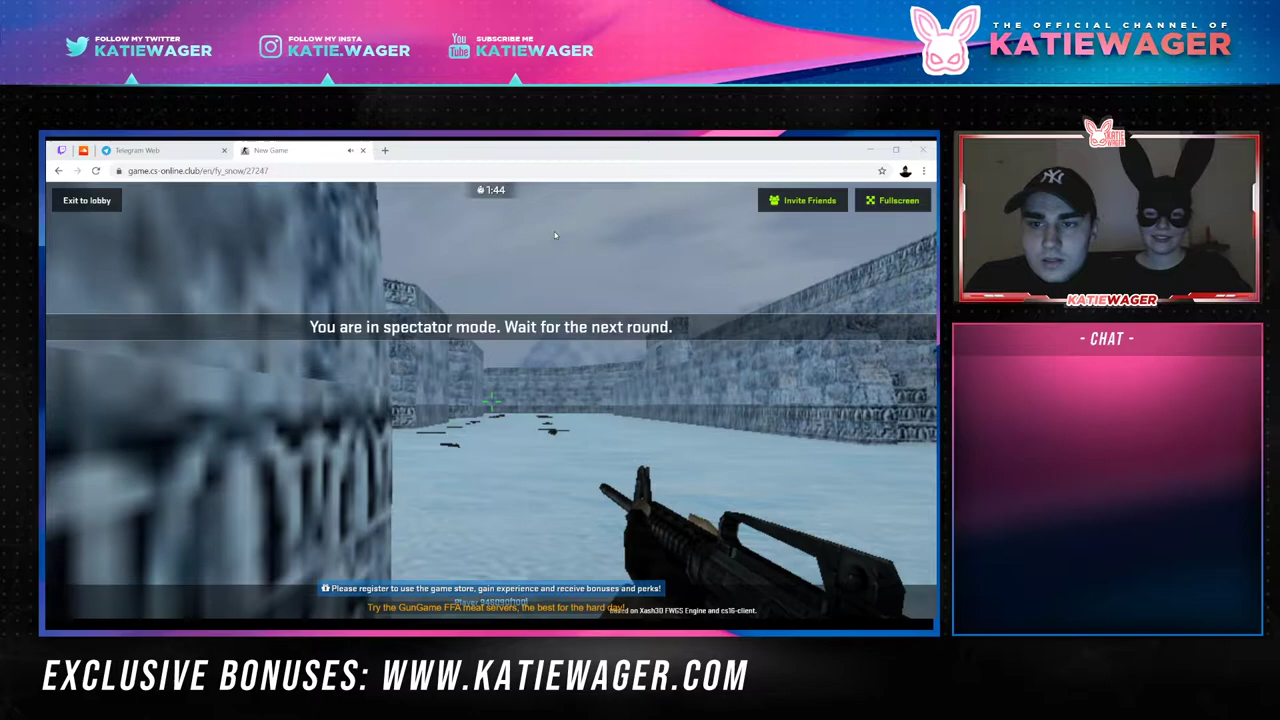 FOLLOW MY TWITTER
KATIEWAGER
FOLLOW MY INSTA
KATIE.WAGER
You
Tube
SUBSCRIBE ME
KATIEWAGER
THE OFFICIAL CHANNEL OF
KATIEWAGER
Telegram Web
New Game
game.cs-online.club/en/fy_snow/27247
Exit to lobby
1:44
Invite Friends
Fullscreen
You are in spectator mode. Wait for the next round.
Please register to use the game store, gain experience and receive bonuses and perks!
Try the GunGame FFA meat servers, the best for the hard day!
on Xash3D FWGS Engine and cs16-client.
NY
KATIEWAGER
- CHAT -
EXCLUSIVE BONUSES: WWW.KATIEWAGER.COM